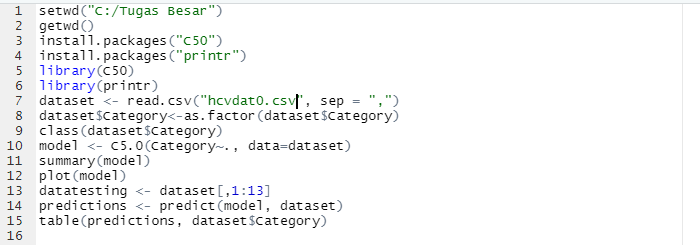 1 setwd("C:/Tugas Besar")
2 getwd()
3 install.packages("C50")
4 install.packages("printr")
5 library(C50)
6 library(printr)
7 dataset <- read.csv("hcvdat0.csv", sep = ",")
8 dataset$Category<-as.factor(dataset$Category)
9 class(dataset$Category)
10 model <- C5.0(Category~., data=dataset)
11 summary(model)
12 plot(model)
13 datatesting <- dataset[,1:13]
14 predictions <- predict(model, dataset)
15 table(predictions, dataset$Category)
16